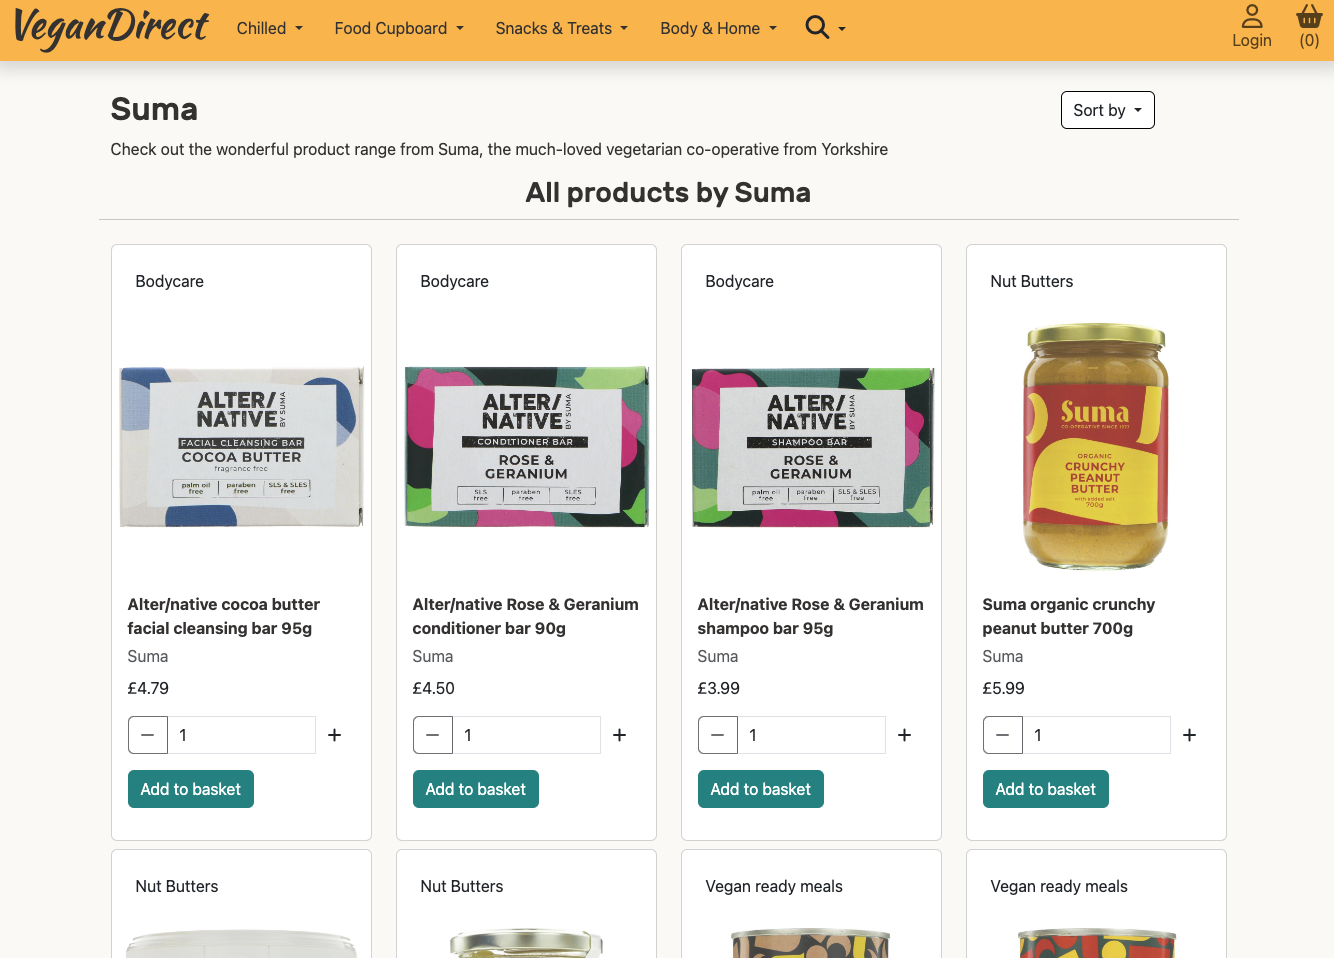 VeganDirect
Chilled
Food Cupboard
Snacks & Treats
Body & Home
Login
(0)
Suma
Sort by
Check out the wonderful product range from Suma, the much-loved vegetarian co-operative from Yorkshire
All products by Suma
Bodycare
ALTER/
NATIVE
BY SUMA
FACIAL CLEANSING BAR
COCOA BUTTER
fragrance free
palm oil free
paraben free
SLS & SLES free
Alter/native cocoa butter
facial cleansing bar 95g
Suma
£4.79
1
Add to basket
Bodycare
ALTER/
NATIVE
BY SUMA
CONDITIONER BAR
ROSE &
GERANIUM
SLS free
paraben free
SLES free
Alter/native Rose & Geranium
conditioner bar 90g
Suma
£4.50
1
Add to basket
Bodycare
ALTER/
NATIVE
BY SUMA
SHAMPOO BAR
ROSE &
GERANIUM
palm oil free
paraben free
SLS & SLES free
Alter/native Rose & Geranium
shampoo bar 95g
Suma
£3.99
1
Add to basket
Nut Butters
Suma
ORGANIC
CRUNCHY
PEANUT
BUTTER
with added salt
700g
Suma organic crunchy
peanut butter 700g
Suma
£5.99
1
Add to basket
Nut Butters
Nut Butters
Vegan ready meals
Vegan ready meals